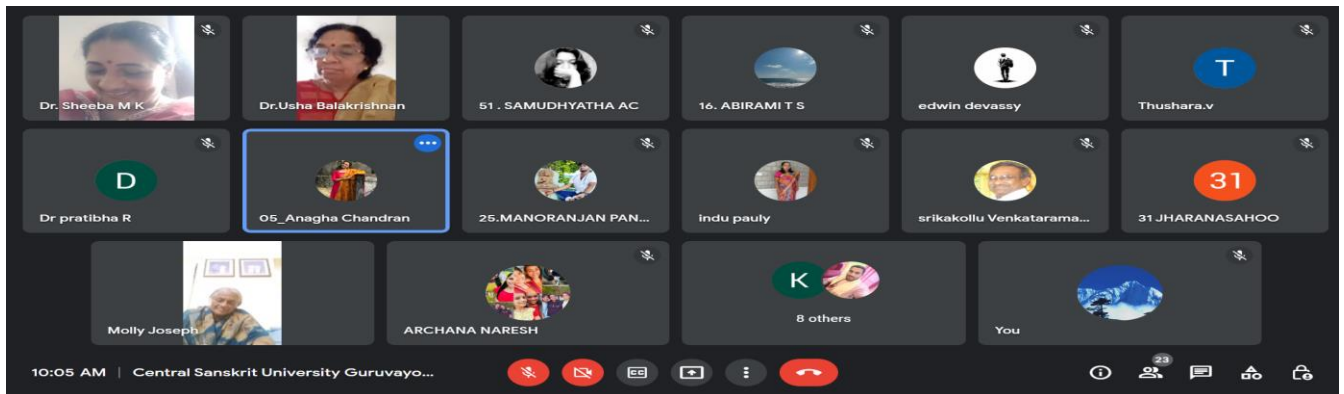 Dr. Sheeba M K
Dr.Usha Balakrishnan
51 . SAMUDHYATHA AC
16. ABIRAMI T S
edwin devassy
T
Thushara.v
D
Dr pratibha R
05_Anagha Chandran
25.MANORANJAN PAN...
indu pauly
srikakollu Venkatarama...
31
31 JHARANASAHOO
Molly Joseph
ARCHANA NARESH
K
8 others
You
10:05 AM | Central Sanskrit University Guruvayo...
CC
23